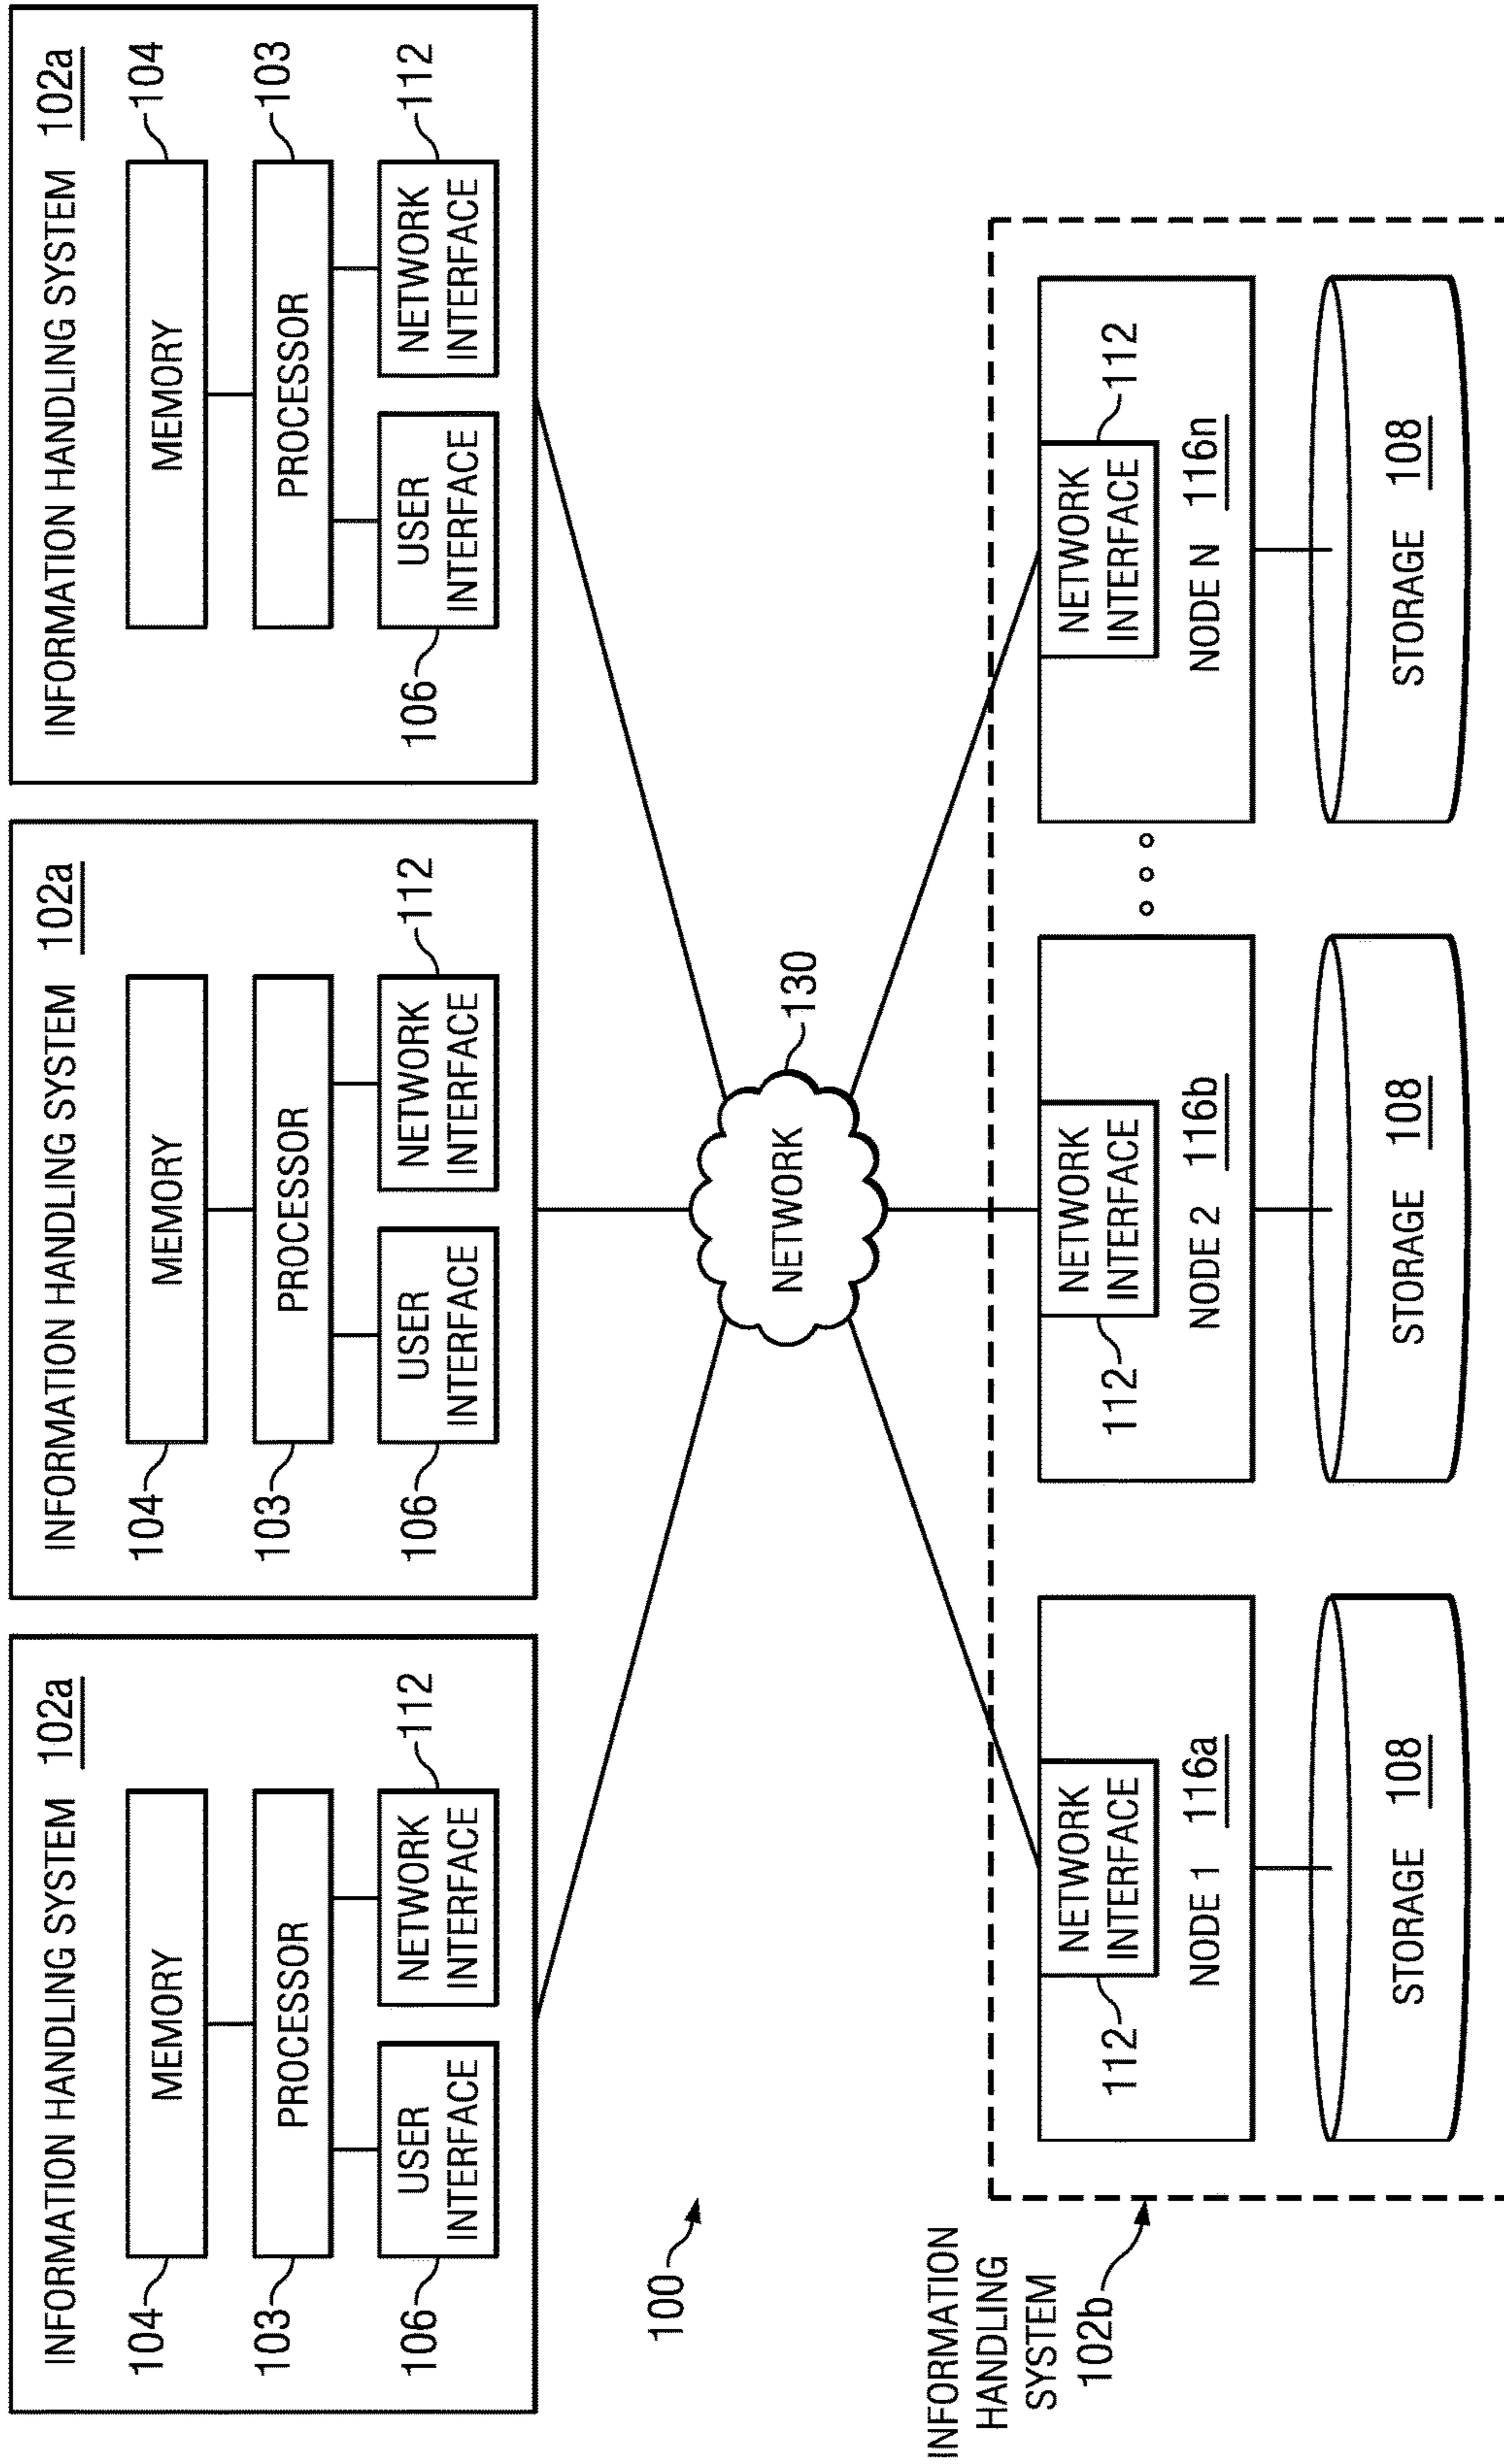 INFORMATION HANDLING SYSTEM 102a
104
MEMORY
103
PROCESSOR
106
USER
INTERFACE
NETWORK
INTERFACE
112
INFORMATION HANDLING SYSTEM 102a
104
MEMORY
103
PROCESSOR
106
USER
INTERFACE
NETWORK
INTERFACE
112
INFORMATION HANDLING SYSTEM 102a
MEMORY
104
PROCESSOR
103
106
USER
INTERFACE
NETWORK
INTERFACE
112
100
NETWORK
130
INFORMATION
HANDLING
SYSTEM
102b
112
NETWORK
INTERFACE
NODE 1 116a
STORAGE 108
112
NETWORK
INTERFACE
NODE 2 116b
STORAGE 108
NETWORK
INTERFACE
112
NODE N 116n
STORAGE 108